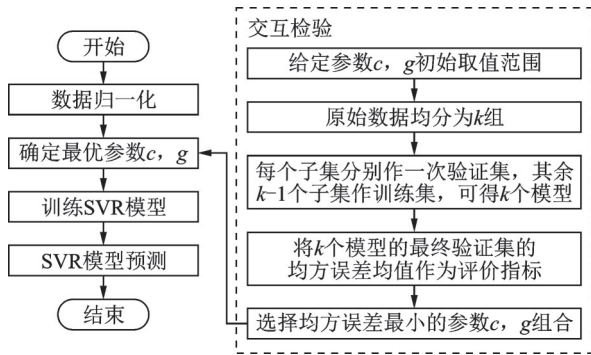 开始
数据归一化
确定最优参数c，g
训练SVR模型
SVR模型预测
结束
交互检验
给定参数c，g初始取值范围
原始数据均分为k组
每个子集分别作一次验证集，其余
k−1个子集作训练集，可得k个模型
将k个模型的最终验证集的
均方误差均值作为评价指标
选择均方误差最小的参数c，g组合